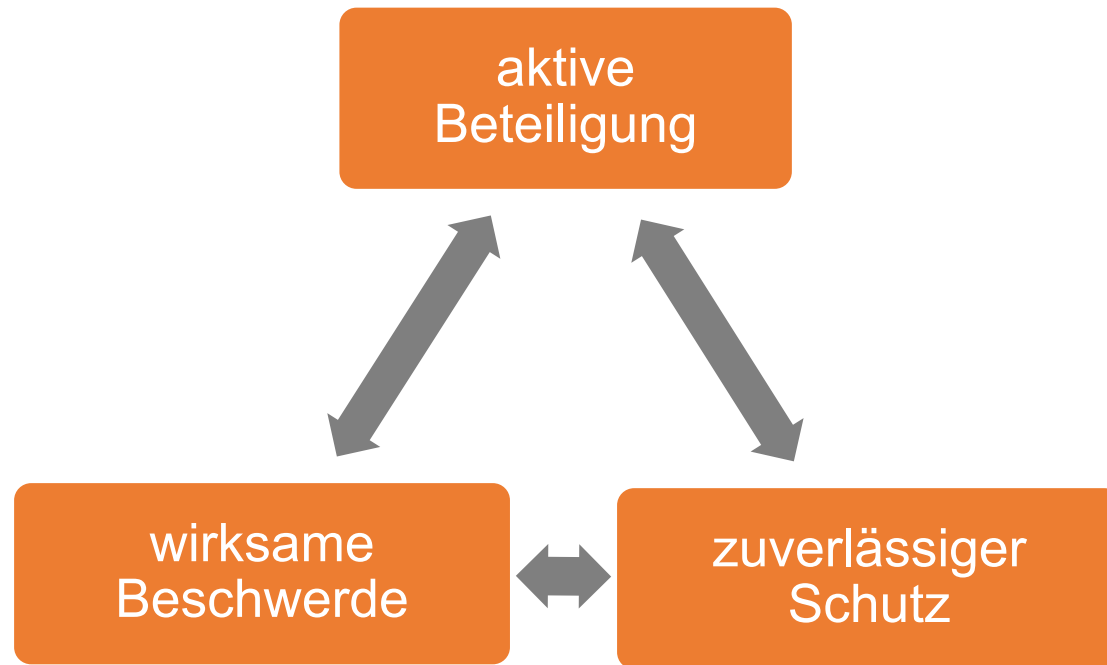 aktive
Beteiligung
wirksame
Beschwerde
zuverlässiger
Schutz